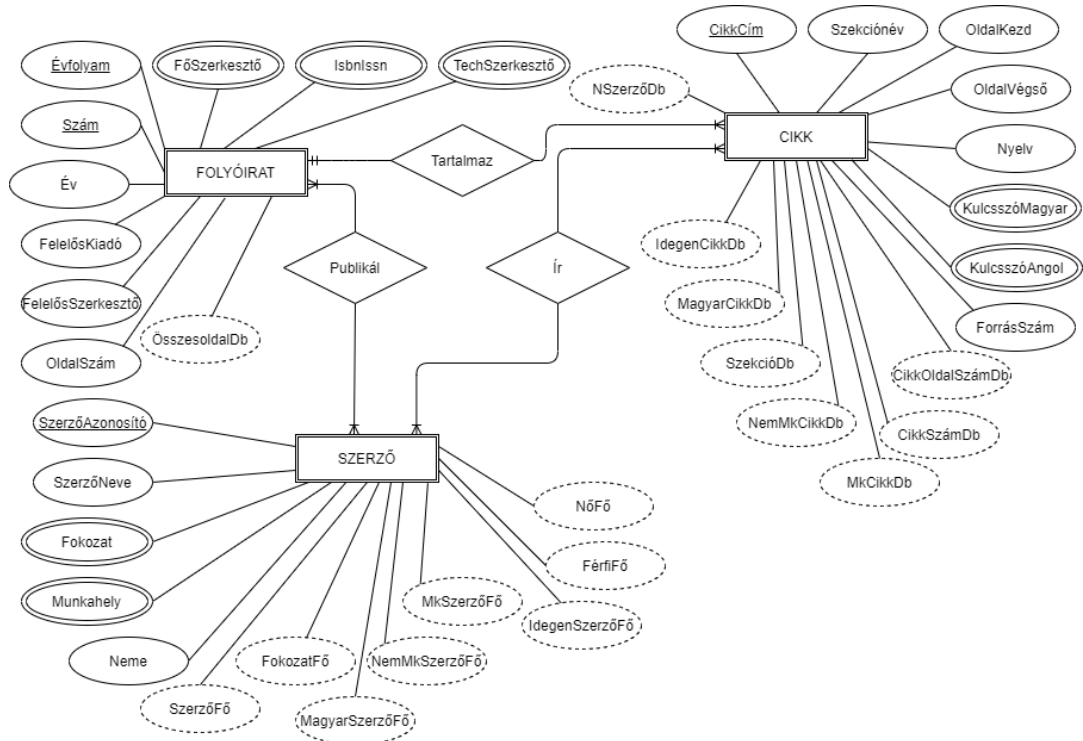 Évfolyam
FőSzerkesztő
IsbnIssn
TechSzerkesztő
CikkCím
Szekciónév
OldalKezd
NSzerződb
OldalVégső
Szám
CIKK
Tartalmaz
Nyelv
FOLYÓIRAT
Év
KulcsszóMagyar
FelelősKiadó
IdegenCikkDb
Publikál
Ír
KulcsszóAngol
MagyarCikkDb
FelelősSzerkesztő
ForrásSzám
ÖsszesoldalDb
OldalSzám
SzekcióDb
CikkOldalSzámDb
SzerzőAzonosító
NemMkCikkDb
CikkSzámDb
SZERZŐ
SzerzőNeve
MkCikkDb
NőFő
Fokozat
FérfiFő
Munkahely
MkSzerzőFő
IdegenSzerzőFő
Neme
FokozatFő
NemMkSzerzőFő
SzerzőFő
MagyarSzerzőFő